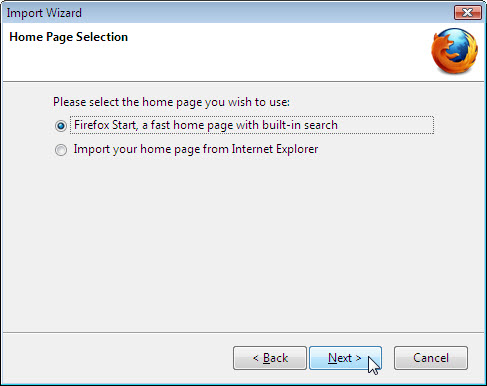 Import Wizard
Home Page Selection
Please select the home page you wish to use:
Firefox Start, a fast home page with built-in search
Import your home page from Internet Explorer
< Back Next > Cancel